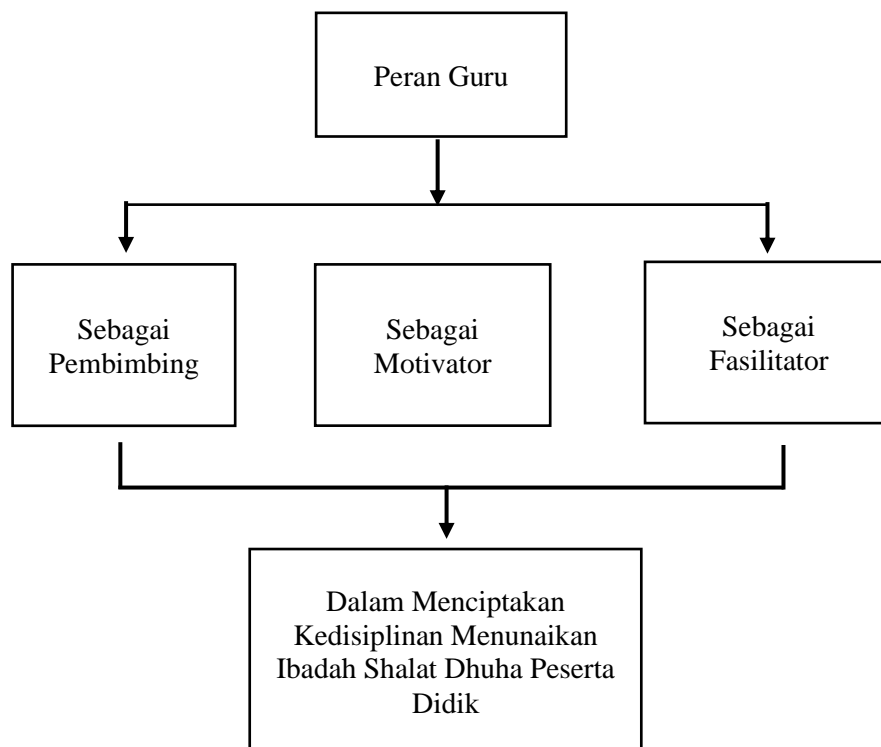 Peran Guru
Sebagai
Pembimbing
Sebagai
Motivator
Sebagai
Fasilitator
Dalam Menciptakan
Kedisiplinan Menunaikan
Ibadah Shalat Dhuha Peserta
Didik